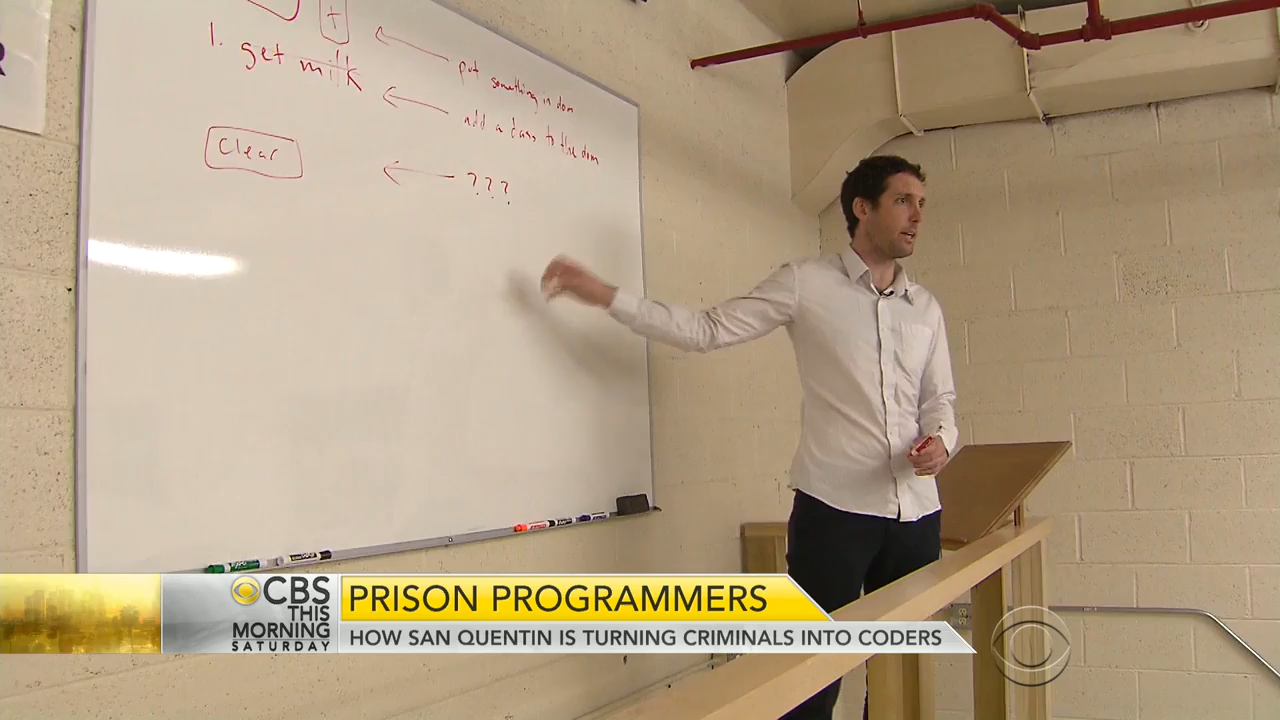 R
+
1. get milk
put something in dom
add a class to the dom
Clear
???
CBS
THIS
MORNING
SATURDAY
PRISON PROGRAMMERS
HOW SAN QUENTIN IS TURNING CRIMINALS INTO CODERS